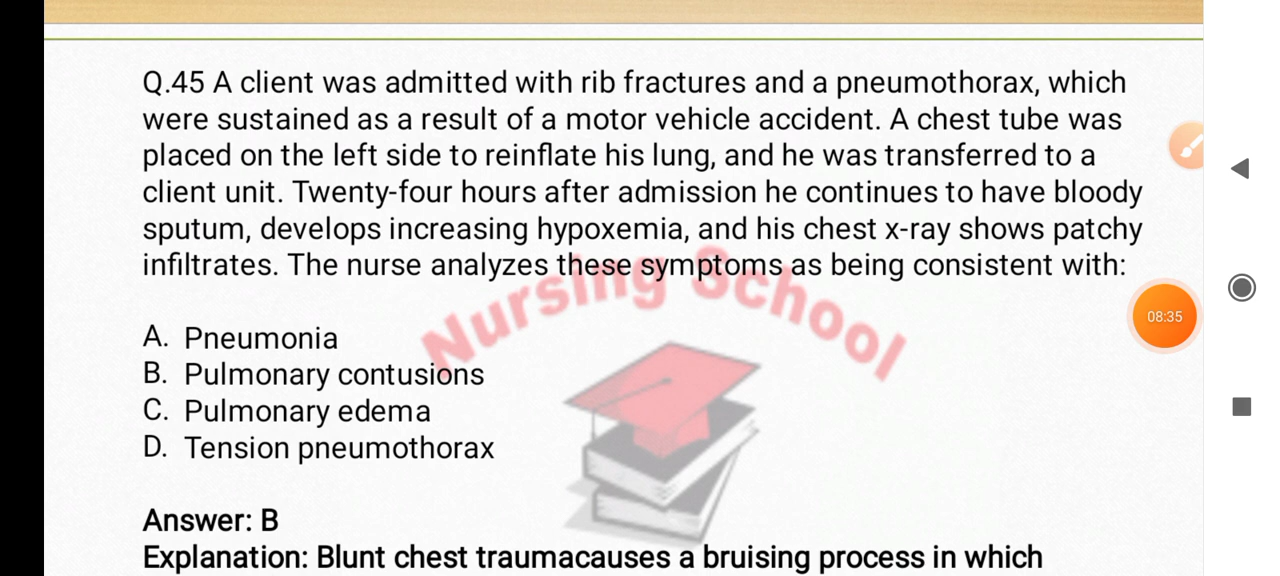 Q.45 A client was admitted with rib fractures and a pneumothorax, which
were sustained as a result of a motor vehicle accident. A chest tube was
placed on the left side to reinflate his lung, and he was transferred to a
client unit. Twenty-four hours after admission he continues to have bloody
sputum, develops increasing hypoxemia, and his chest x-ray shows patchy
infiltrates. The nurse analyzes these symptoms as being consistent with:
Nursing School
08:35
A. Pneumonia
B. Pulmonary contusions
C. Pulmonary edema
D. Tension pneumothorax
Answer: B
Explanation: Blunt chest traumacauses a bruising process in which